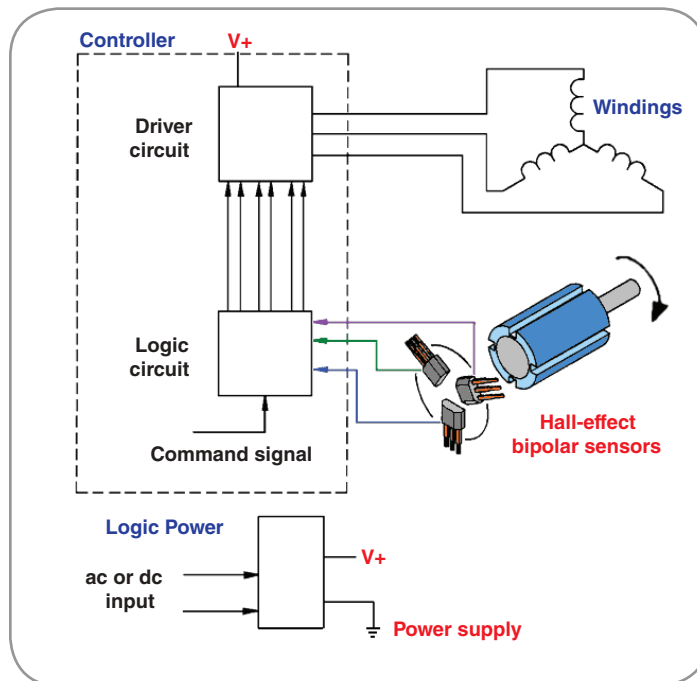 Controller
V+
Driver
circuit
Windings
Logic
circuit
Command signal
Hall-effect
bipolar sensors
Logic Power
V+
ac or dc
input
Power supply